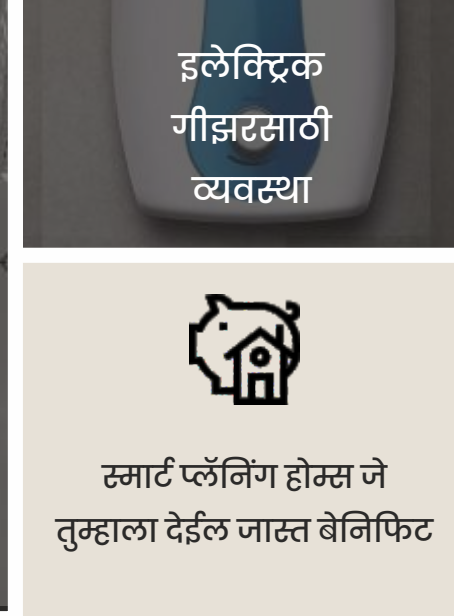 इलेक्ट्रिक
गीझरसाठी
व्यवस्था
स्मार्ट प्लॅनिंग होम्स जे
तुम्हाला देईल जास्त बेनिफिट